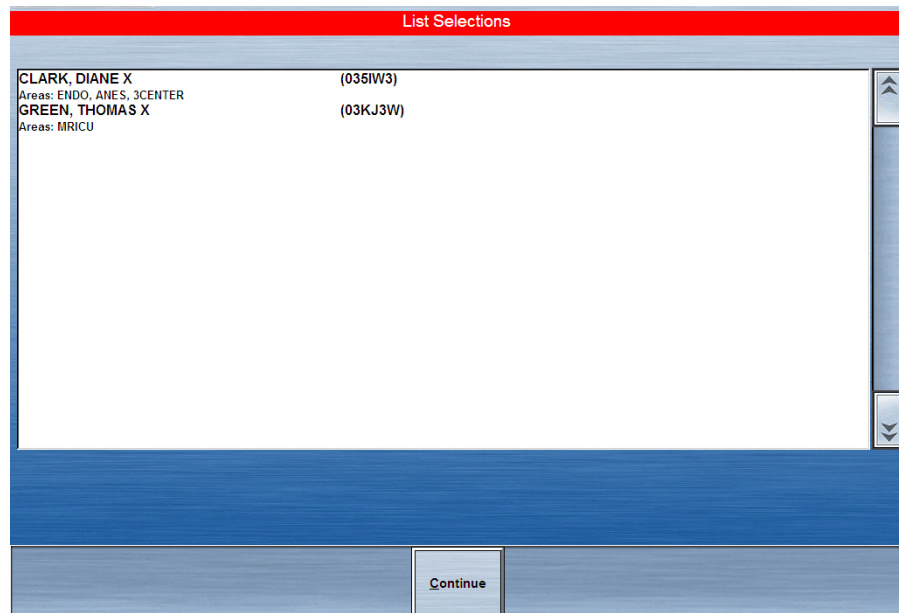 List Selections
CLARK, DIANE X (035IW3)
Areas: ENDO, ANES, 3CENTER
GREEN, THOMAS X (03KJ3W)
Areas: MRICU
Continue